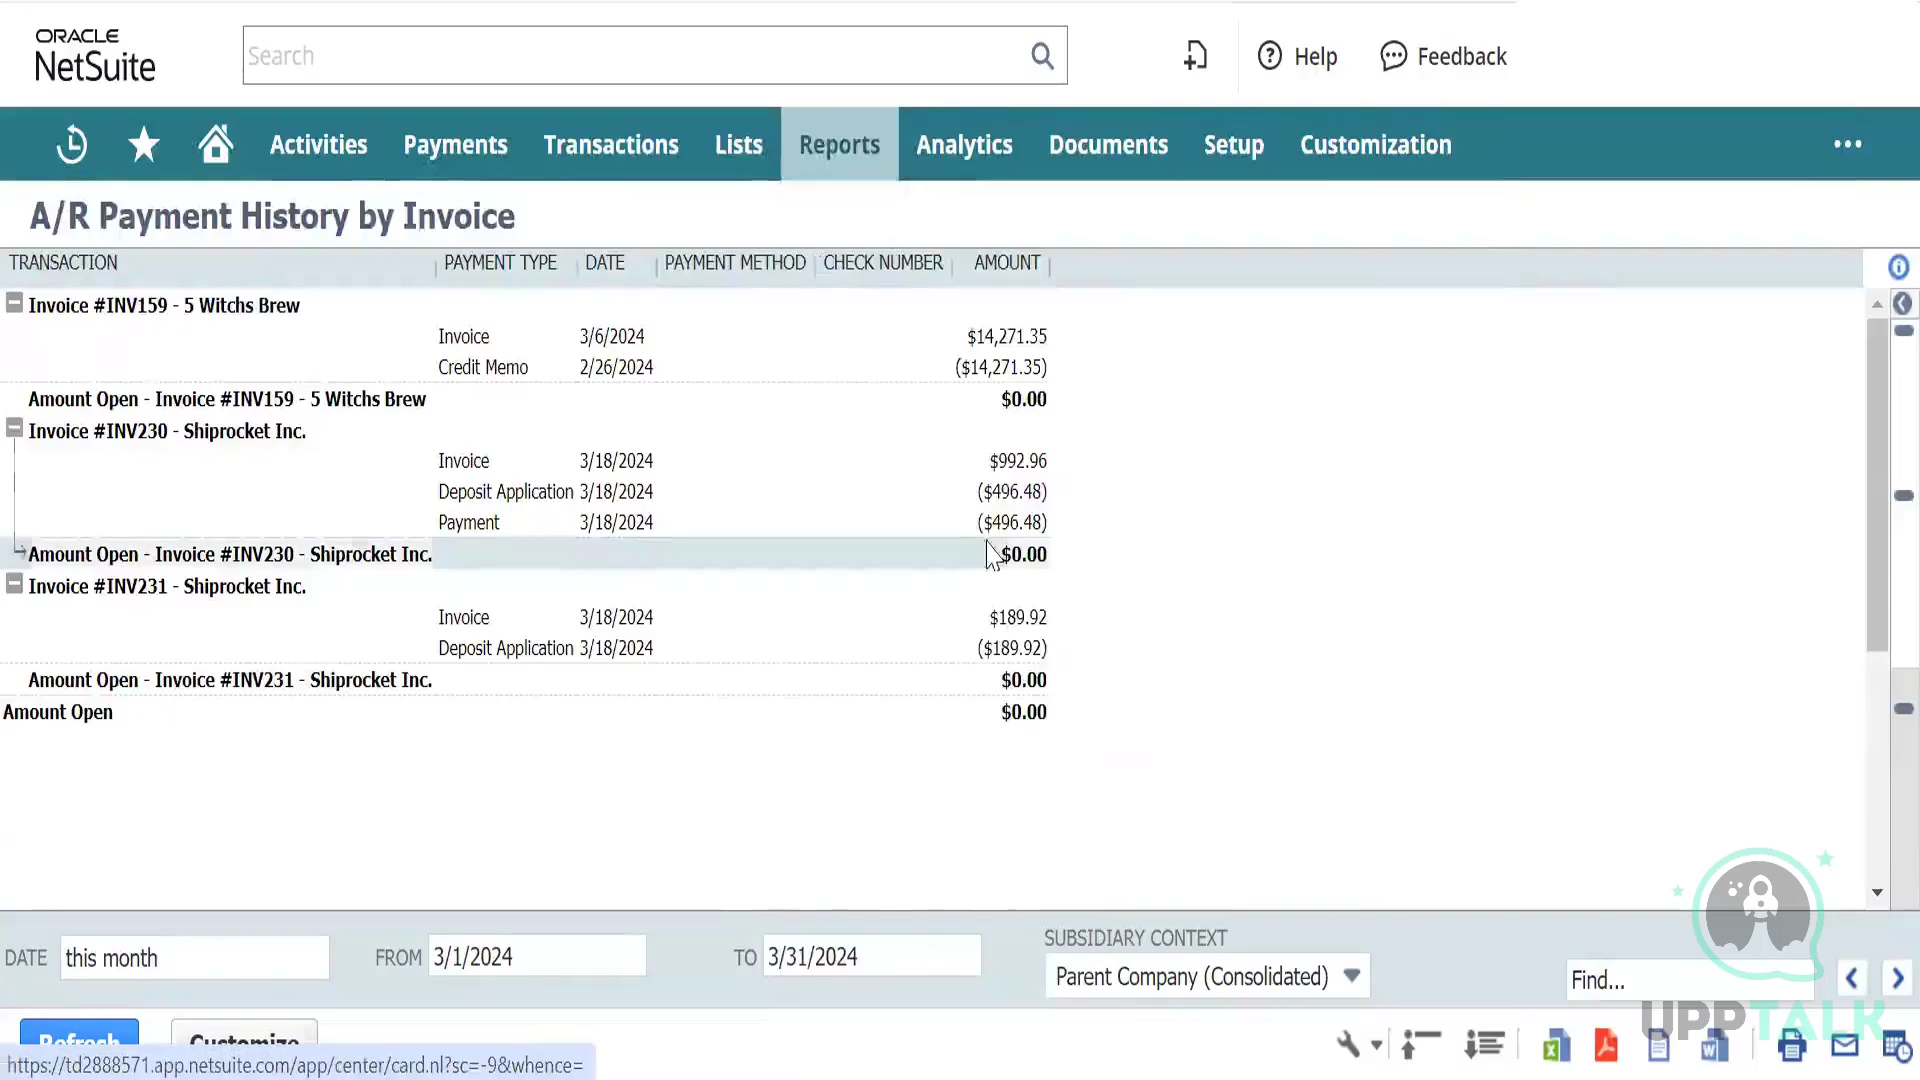 ORACLE
NetSuite
Search
Help
Feedback
Activities
Payments
Transactions
Lists
Reports
Analytics
Documents
Setup
Customization
A/R Payment History by Invoice
TRANSACTION PAYMENT TYPE DATE PAYMENT METHOD CHECK NUMBER AMOUNT
Invoice #INV159 - 5 Witchs Brew
Invoice 3/6/2024 $14,271.35
Credit Memo 2/26/2024 ($14,271.35)
Amount Open - Invoice #INV159 - 5 Witchs Brew $0.00
Invoice #INV230 - Shiprocket Inc.
Invoice 3/18/2024 $992.96
Deposit Application 3/18/2024 ($496.48)
Payment 3/18/2024 ($496.48)
Amount Open - Invoice #INV230 - Shiprocket Inc. $0.00
Invoice #INV231 - Shiprocket Inc.
Invoice 3/18/2024 $189.92
Deposit Application 3/18/2024 ($189.92)
Amount Open - Invoice #INV231 - Shiprocket Inc. $0.00
Amount Open $0.00
SUBSIDIARY CONTEXT
DATE this month FROM 3/1/2024 TO 3/31/2024 Parent Company (Consolidated) Find...
UPPTALK
Refresh Customize
https://td2888571.app.netsuite.com/app/center/card.nl?sc=-9&whence=